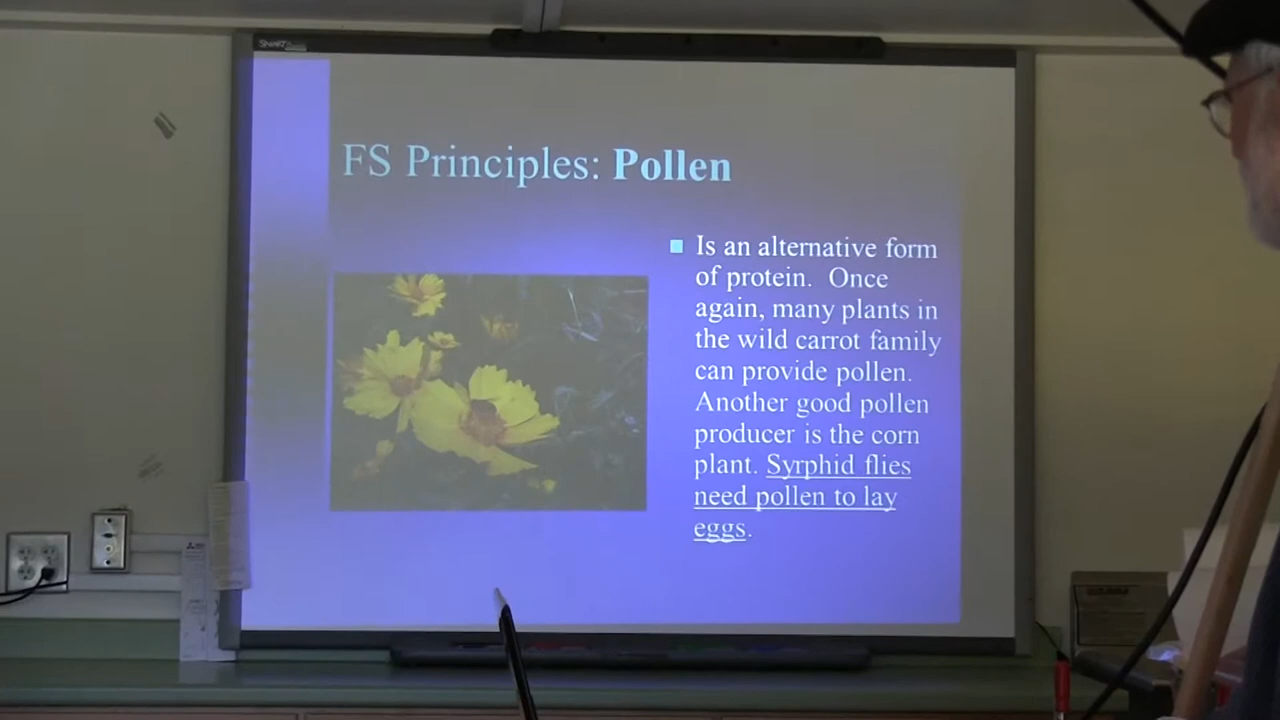 SMART
FS Principles: Pollen
Is an alternative form
of protein. Once
again, many plants in
the wild carrot family
can provide pollen.
Another good pollen
producer is the corn
plant. Syrphid flies
need pollen to lay
eggs.